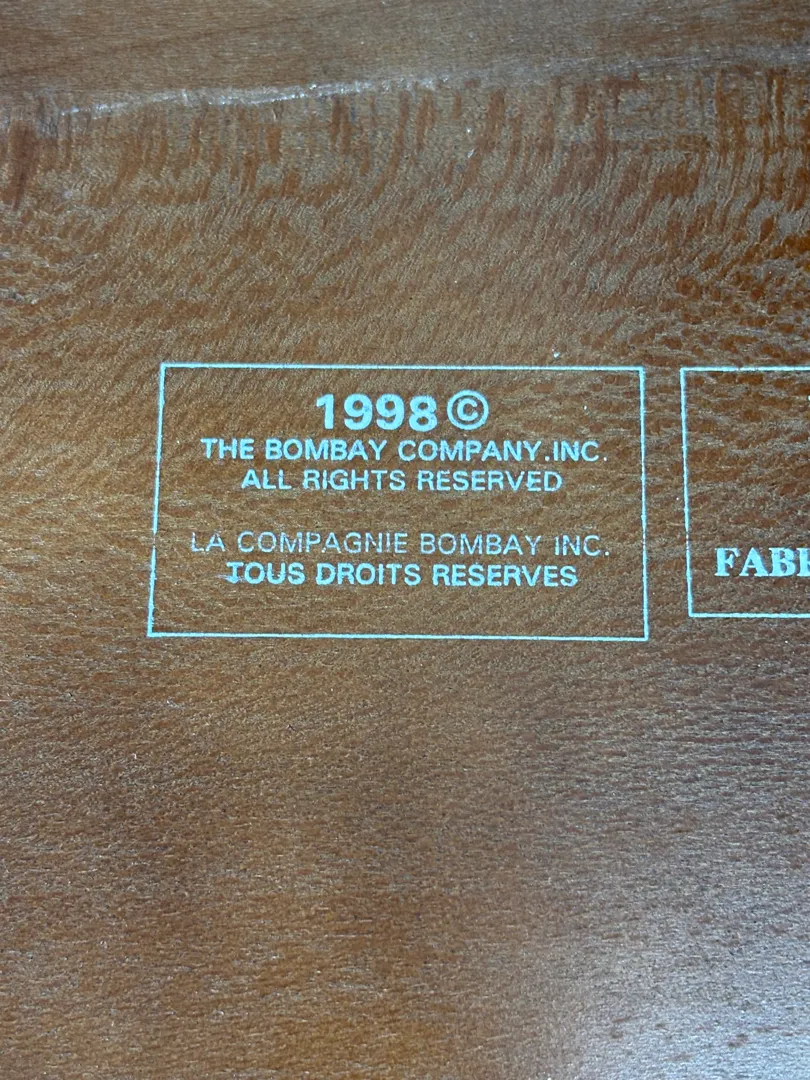 1998 ©
THE BOMBAY COMPANY.INC.
ALL RIGHTS RESERVED
LA COMPAGNIE BOMBAY INC.
TOUS DROITS RESERVES